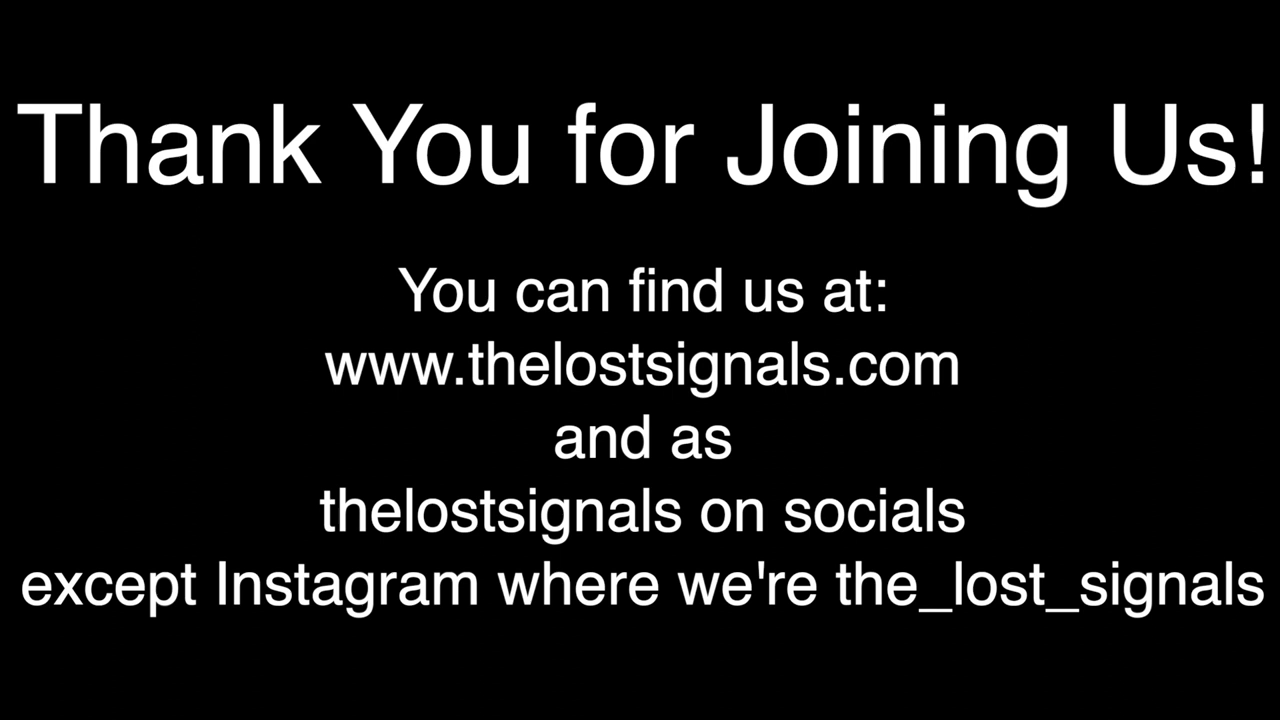 Thank You for Joining Us!
You can find us at:
www.thelostsignals.com
and as
thelostsignals on socials
except Instagram where we're the_lost_signals